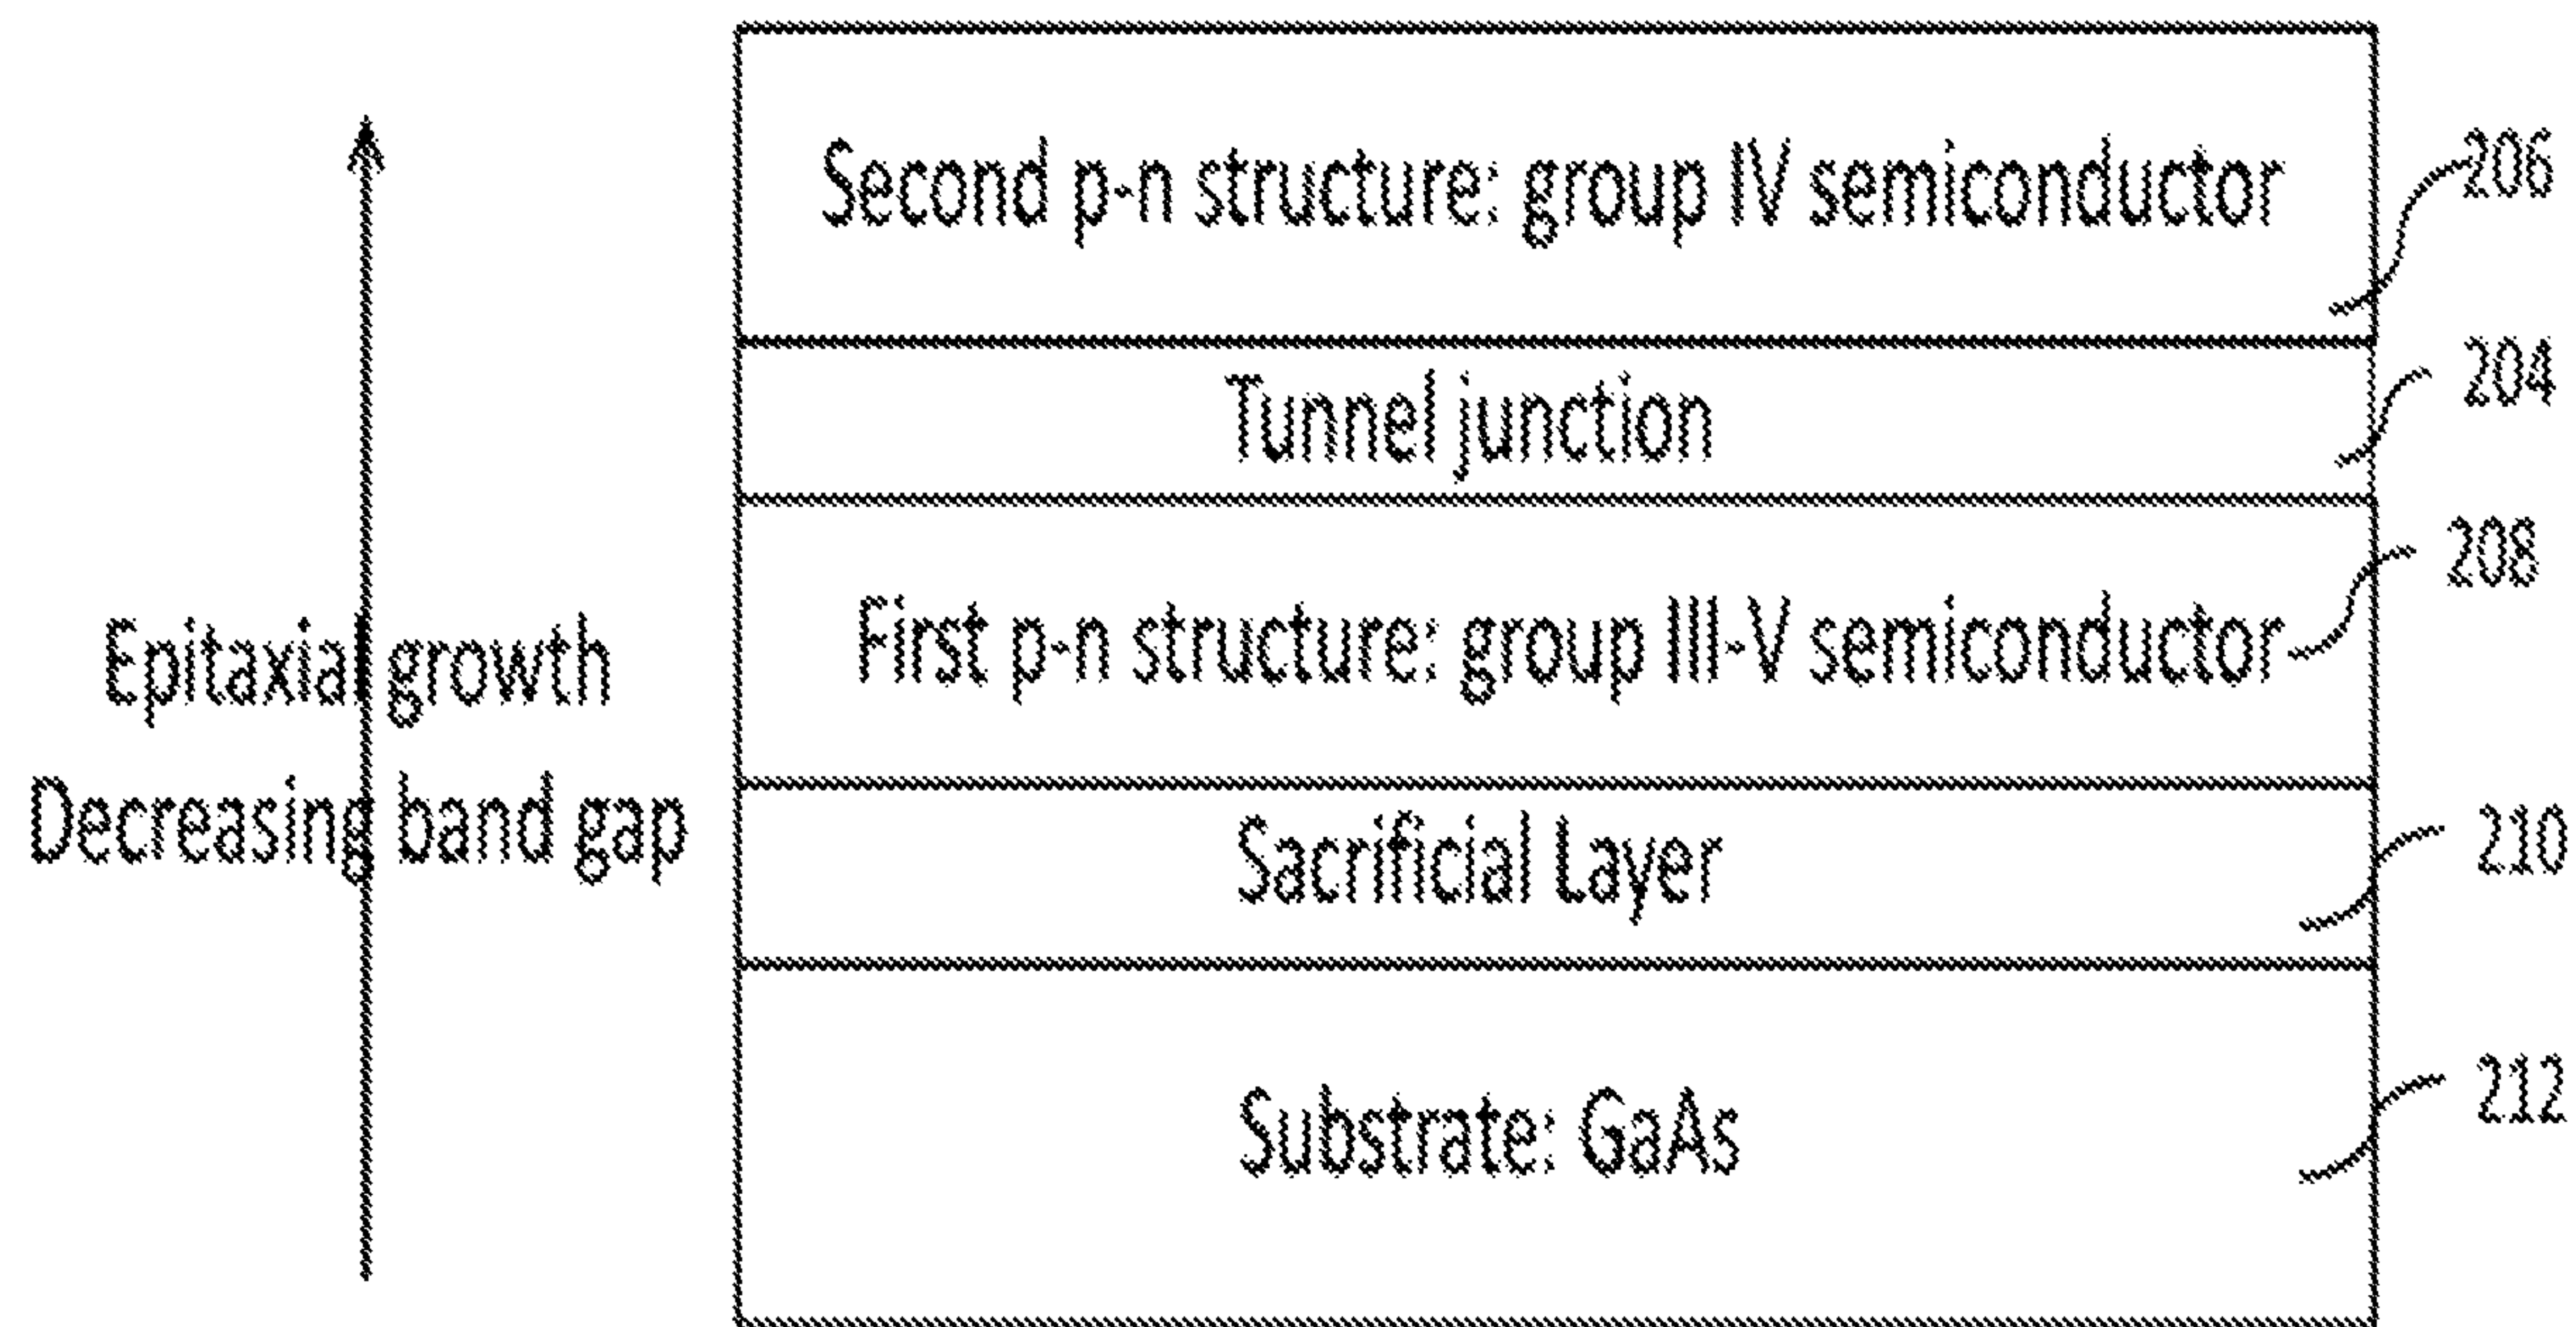 Second p-n structure: group IV semiconductor
206
Tunnel junction
204
First p-n structure: group III-V semiconductor
208
Epitaxial growth
Decreasing band gap
Sacrificial Layer
210
Substrate: GaAs
212